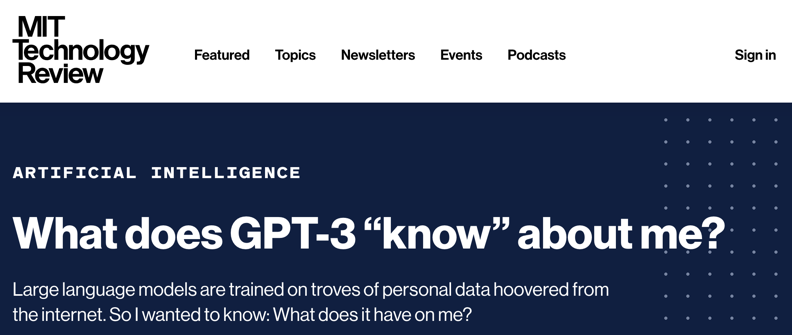 MIT
Technology
Review
Featured Topics Newsletters Events Podcasts Sign in
ARTIFICIAL INTELLIGENCE
What does GPT-3 “know” about me?
Large language models are trained on troves of personal data hoovered from
the internet. So I wanted to know: What does it have on me?